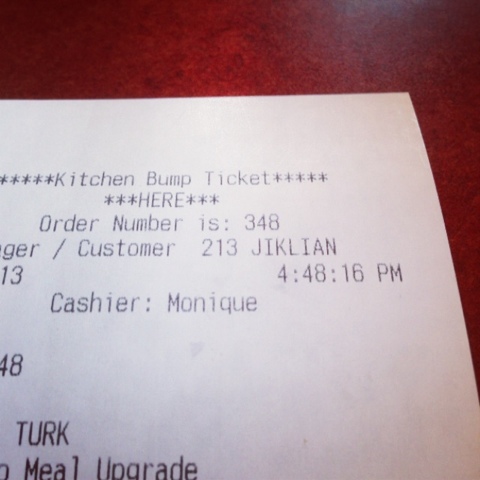 *****Kitchen Bump Ticket*****
***HERE***
Order Number is: 348
ger / Customer 213 JIKLIAN
13 4:48:16 PM
Cashier: Monique
48
TURK
o Meal Upgrade